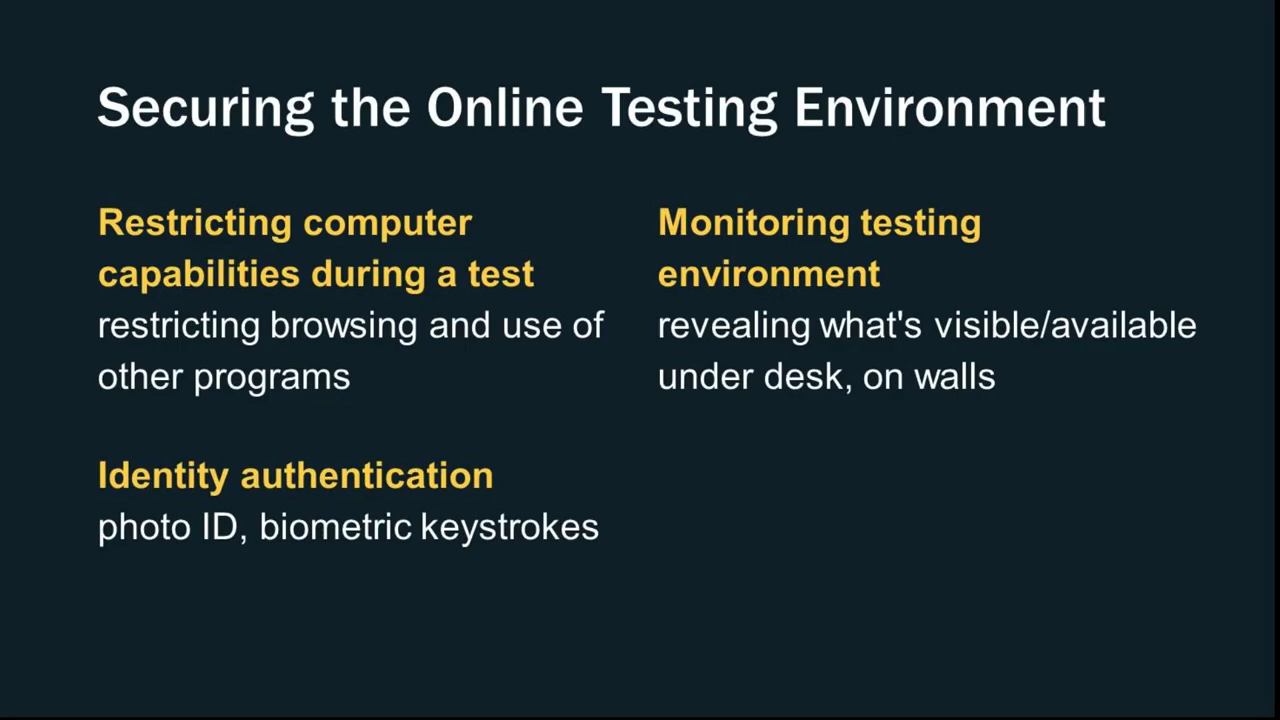 Securing the Online Testing Environment
Restricting computer
capabilities during a test
restricting browsing and use of
other programs
Identity authentication
photo ID, biometric keystrokes
Monitoring testing
environment
revealing what's visible/available
under desk, on walls